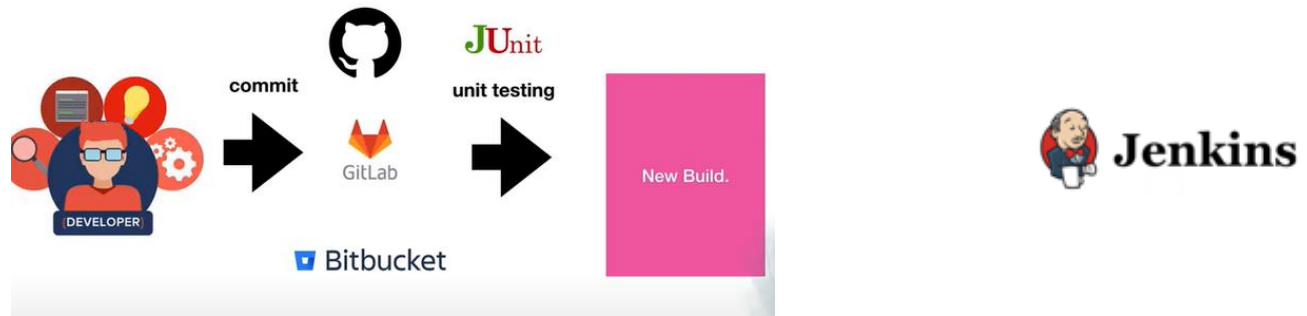 JUnit
commit
unit testing
GitLab
New Build.
Jenkins
{DEVELOPER}
Bitbucket